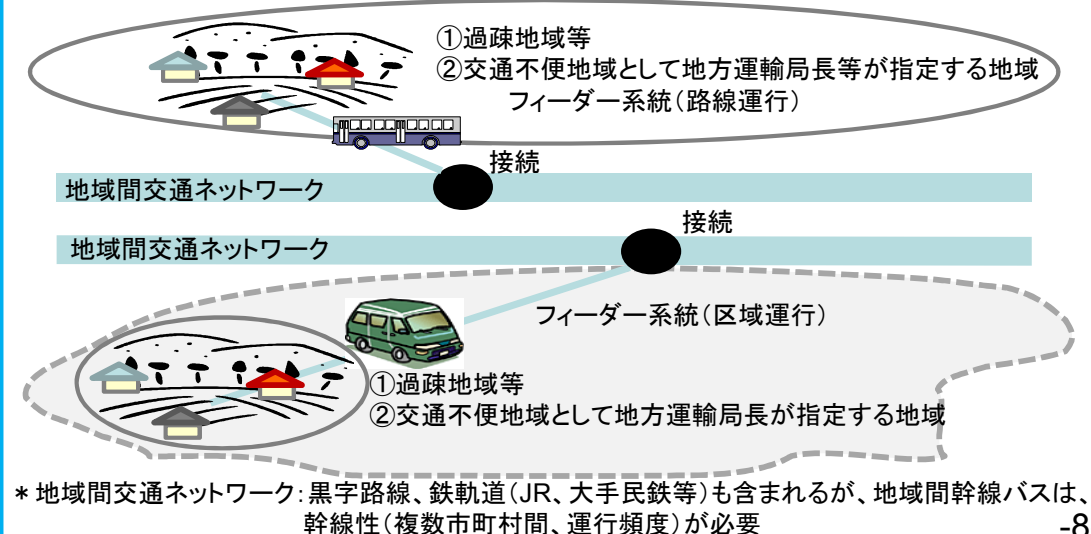 ①過疎地域等
②交通不便地域として地方運輸局長等が指定する地域
フィーダー系統(路線運行)
接続
地域間交通ネットワーク
接続
地域間交通ネットワーク
フィーダー系統(区域運行)
①過疎地域等
②交通不便地域として地方運輸局長が指定する地域
*地域間交通ネットワーク:黒字路線、鉄軌道(JR、大手民鉄等)も含まれるが、地域間幹線バスは、
幹線性(複数市町村間、運行頻度)が必要
-8